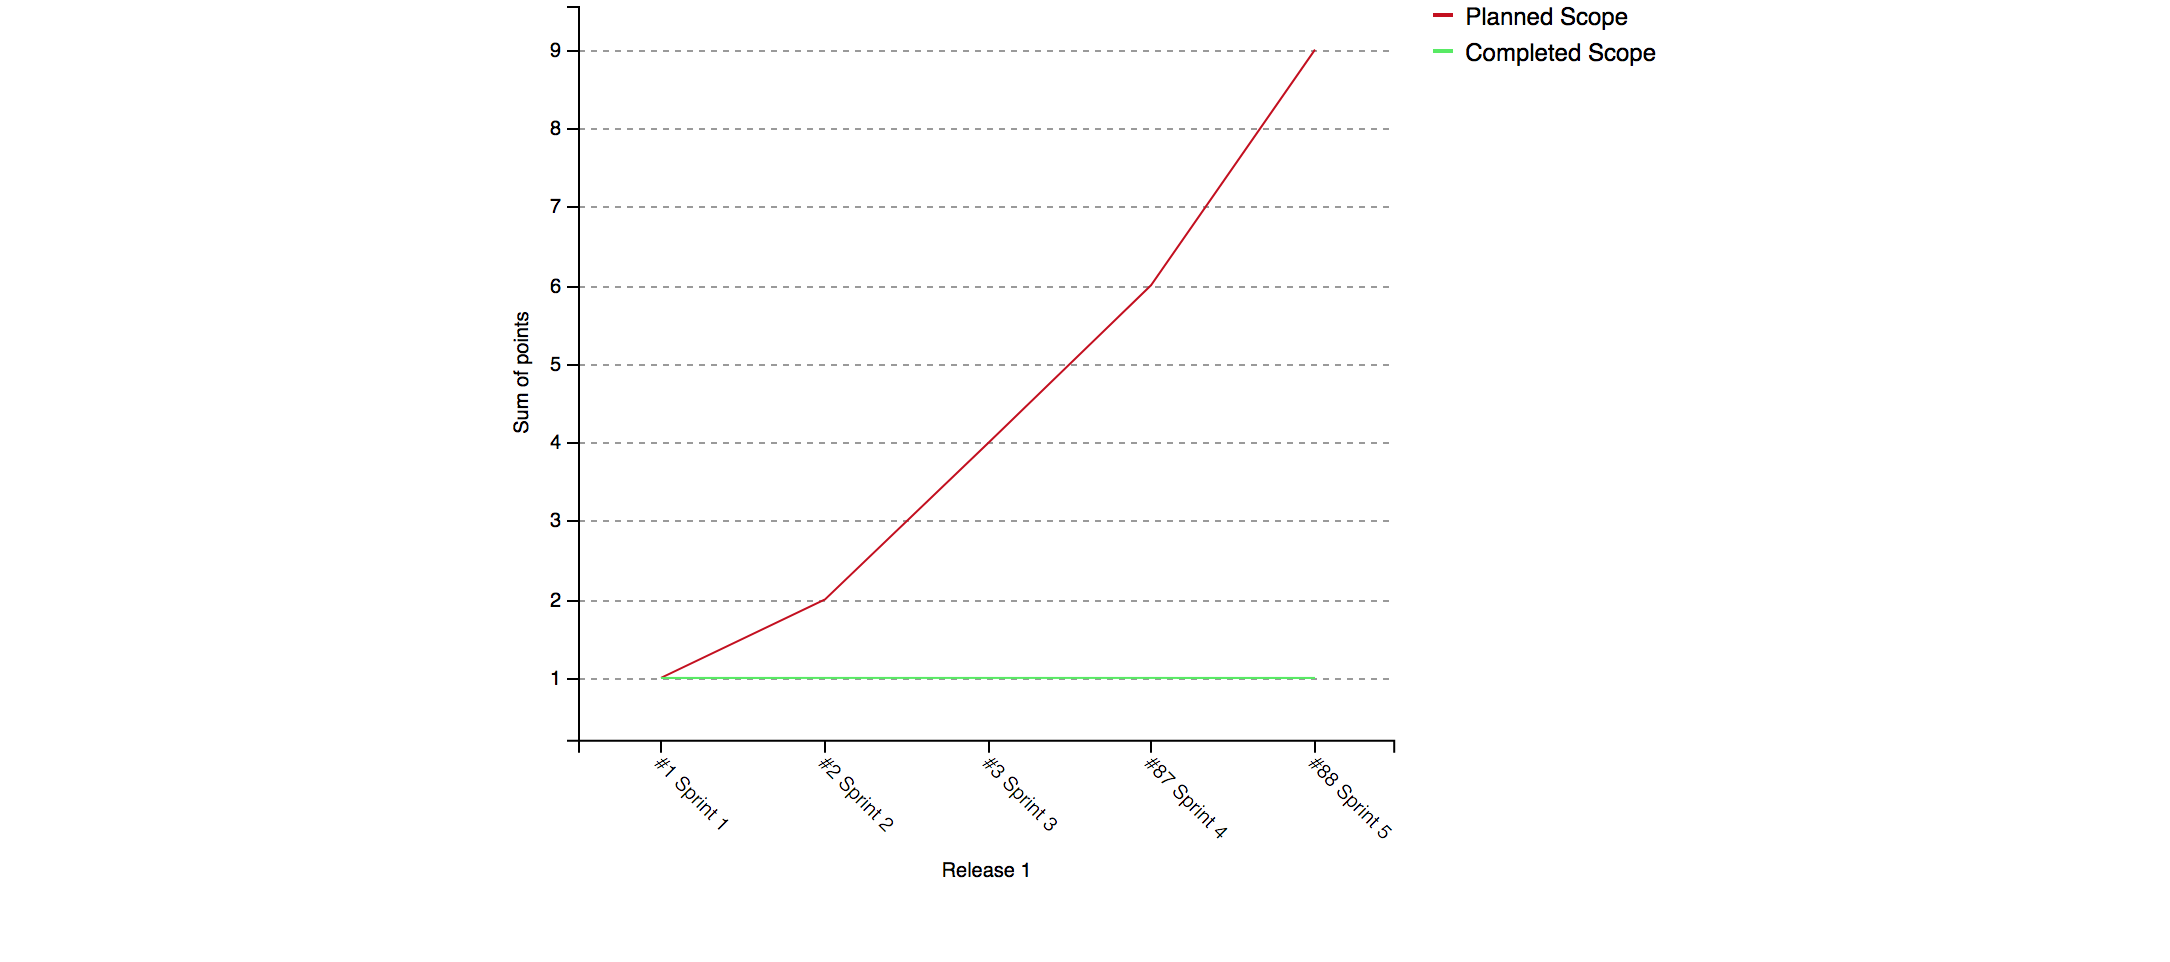 Planned Scope
Completed Scope
9
8
7
6
5
4
3
2
1
Sum of points
#1 Sprint 1
#2 Sprint 2
#3 Sprint 3
#87 Sprint 4
#88 Sprint 5
Release 1